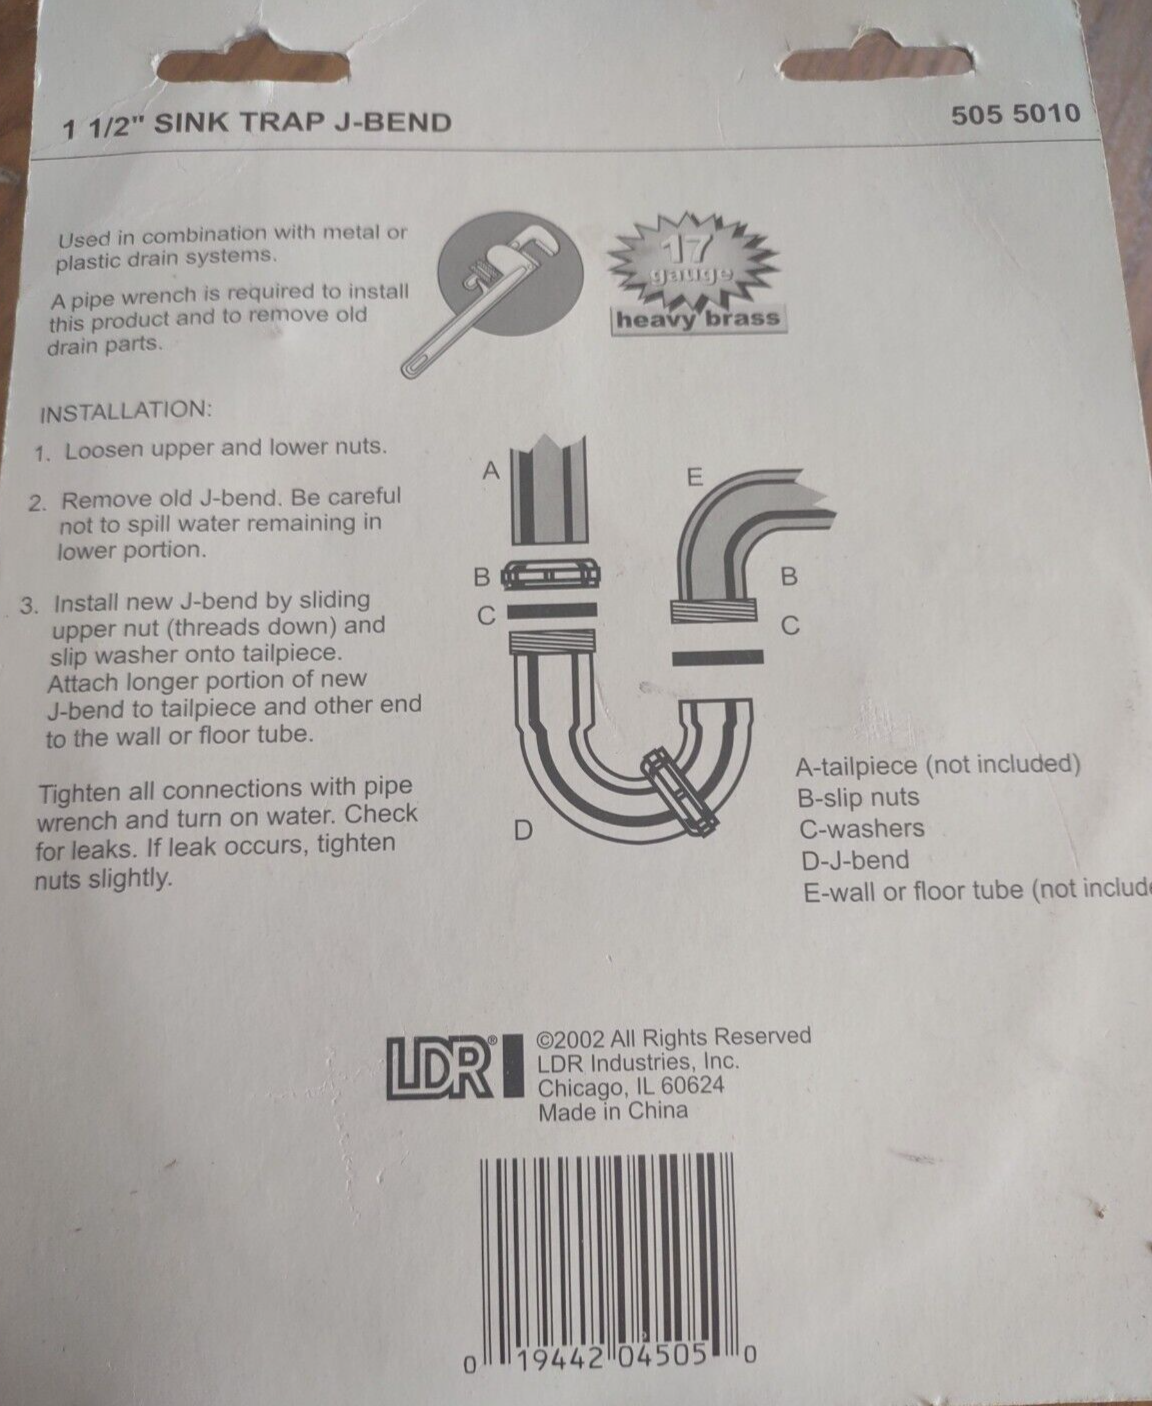 1 1/2" SINK TRAP J-BEND
505 5010
Used in combination with metal or
plastic drain systems.
A pipe wrench is required to install
this product and to remove old
drain parts.
17
gauge
heavy brass
INSTALLATION:
1. Loosen upper and lower nuts.
2. Remove old J-bend. Be careful
not to spill water remaining in
lower portion.
3. Install new J-bend by sliding
upper nut (threads down) and
slip washer onto tailpiece.
Attach longer portion of new
J-bend to tailpiece and other end
to the wall or floor tube.
Tighten all connections with pipe
wrench and turn on water. Check
for leaks. If leak occurs, tighten
nuts slightly.
A
B
C
D
E
B
C
A-tailpiece (not included)
B-slip nuts
C-washers
D-J-bend
E-wall or floor tube (not include
LDR®
©2002 All Rights Reserved
LDR Industries, Inc.
Chicago, IL 60624
Made in China
0 19442 04505 0